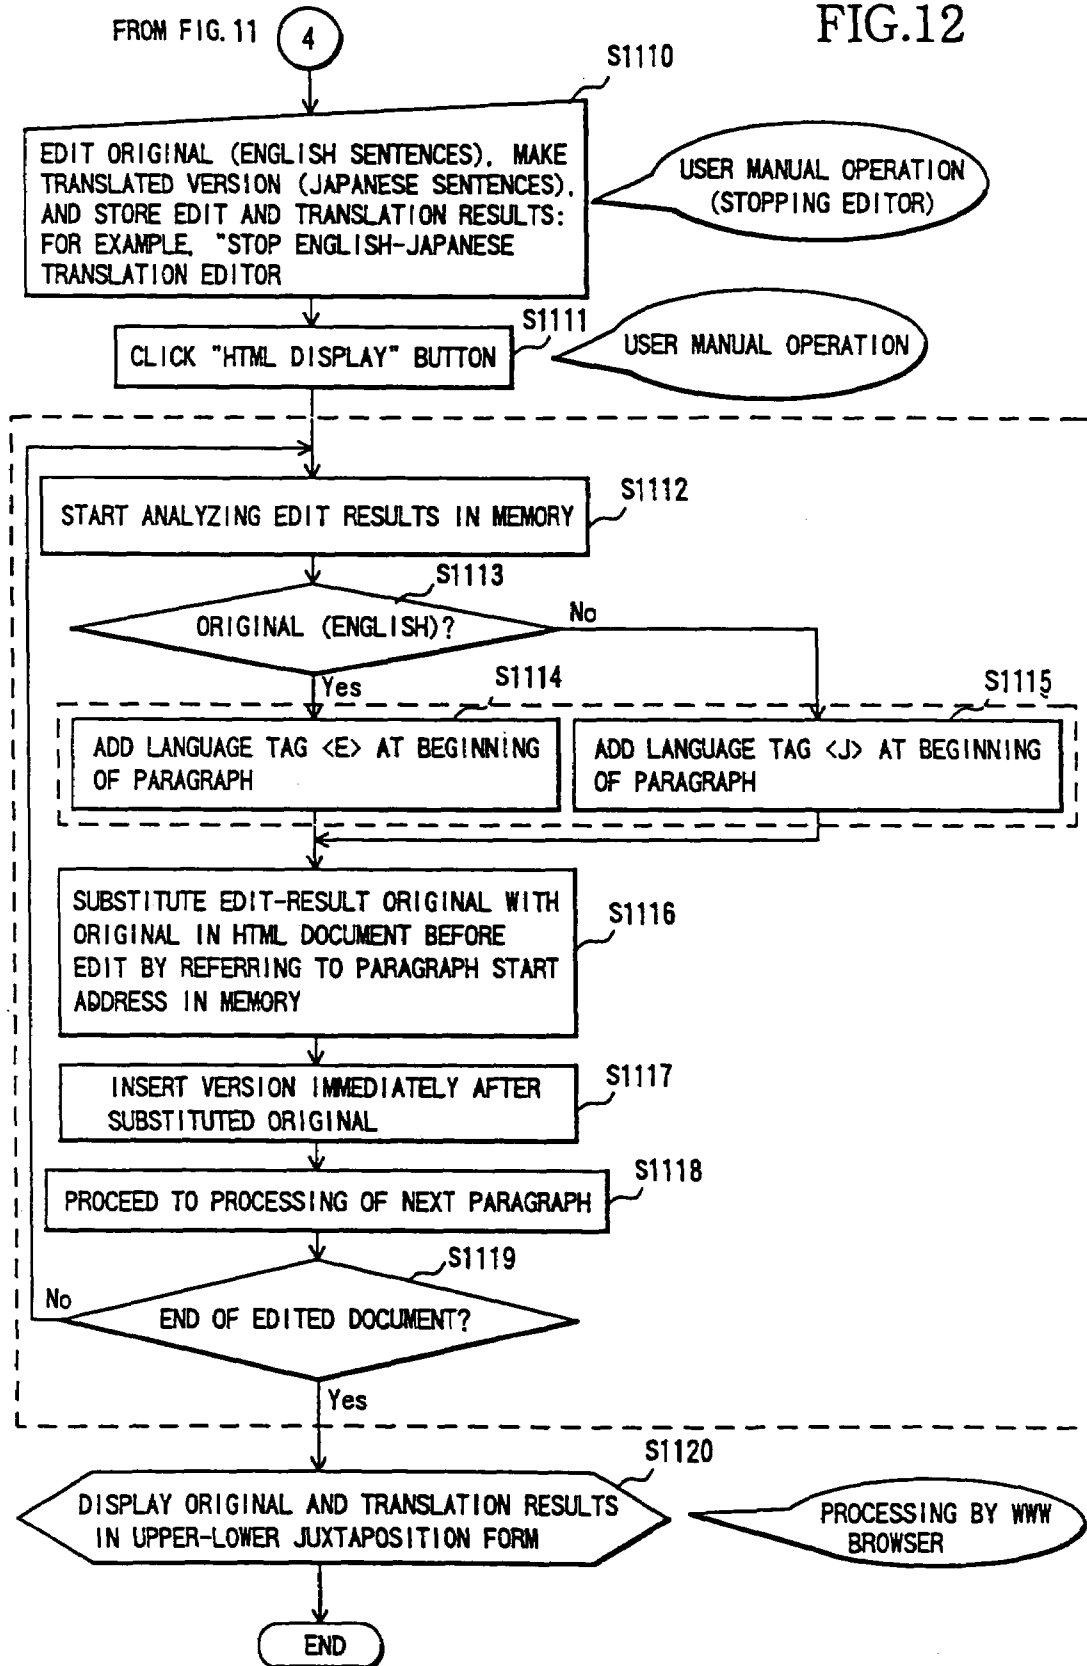 FROM FIG. 11
4
FIG.12
S1110
EDIT ORIGINAL (ENGLISH SENTENCES), MAKE
TRANSLATED VERSION (JAPANESE SENTENCES),
AND STORE EDIT AND TRANSLATION RESULTS:
FOR EXAMPLE, "STOP ENGLISH-JAPANESE
TRANSLATION EDITOR
USER MANUAL OPERATION
(STOPPING EDITOR)
S1111
CLICK "HTML DISPLAY" BUTTON
USER MANUAL OPERATION
S1112
START ANALYZING EDIT RESULTS IN MEMORY
S1113
ORIGINAL (ENGLISH)?
No
Yes
S1114
S1115
ADD LANGUAGE TAG <E> AT BEGINNING
OF PARAGRAPH
ADD LANGUAGE TAG <J> AT BEGINNING
OF PARAGRAPH
SUBSTITUTE EDIT-RESULT ORIGINAL WITH
ORIGINAL IN HTML DOCUMENT BEFORE
EDIT BY REFERRING TO PARAGRAPH START
ADDRESS IN MEMORY
S1116
INSERT VERSION IMMEDIATELY AFTER
SUBSTITUTED ORIGINAL
S1117
PROCEED TO PROCESSING OF NEXT PARAGRAPH
S1118
S1119
No
END OF EDITED DOCUMENT?
Yes
S1120
DISPLAY ORIGINAL AND TRANSLATION RESULTS
IN UPPER-LOWER JUXTAPOSITION FORM
PROCESSING BY WWW
BROWSER
END